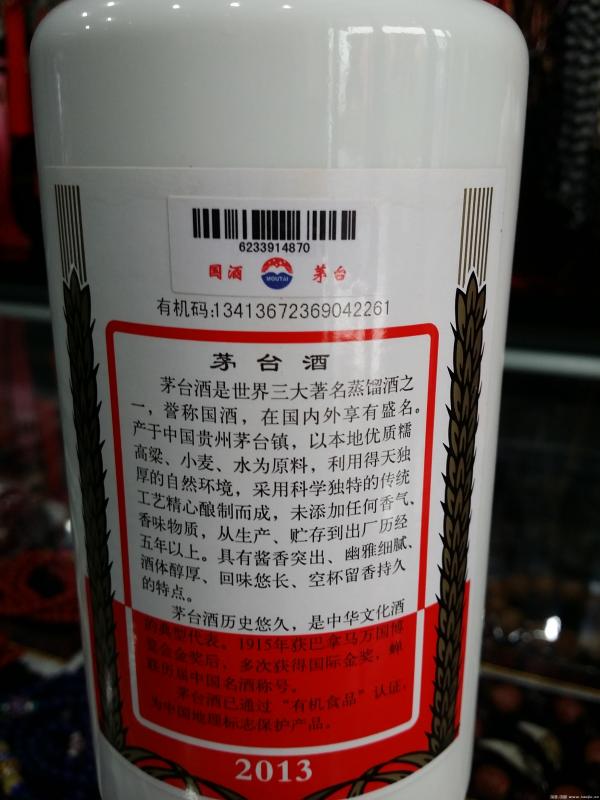 6233914870
国酒 MOUTAI 茅台
有机码:13413672369042261
茅台酒
茅台酒是世界三大著名蒸馏酒之
一，誉称国酒，在国内外享有盛名。
产于中国贵州茅台镇，以本地优质糯
高粱、小麦、水为原料，利用得天独
厚的自然环境，采用科学独特的传统
工艺精心酿制而成，未添加任何香气、
香味物质，从生产、贮存到出厂历经
五年以上。具有酱香突出、幽雅细腻、
酒体醇厚、回味悠长、空杯留香持久
的特点。
茅台酒历史悠久，是中华文化酒
的典型代表。1915年获巴拿马万国博
览会金奖后，多次获得国际金奖，蝉
联历届中国名酒称号。
茅台酒已通过“有机食品”认证，
为中国地理标志保护产品。
2013